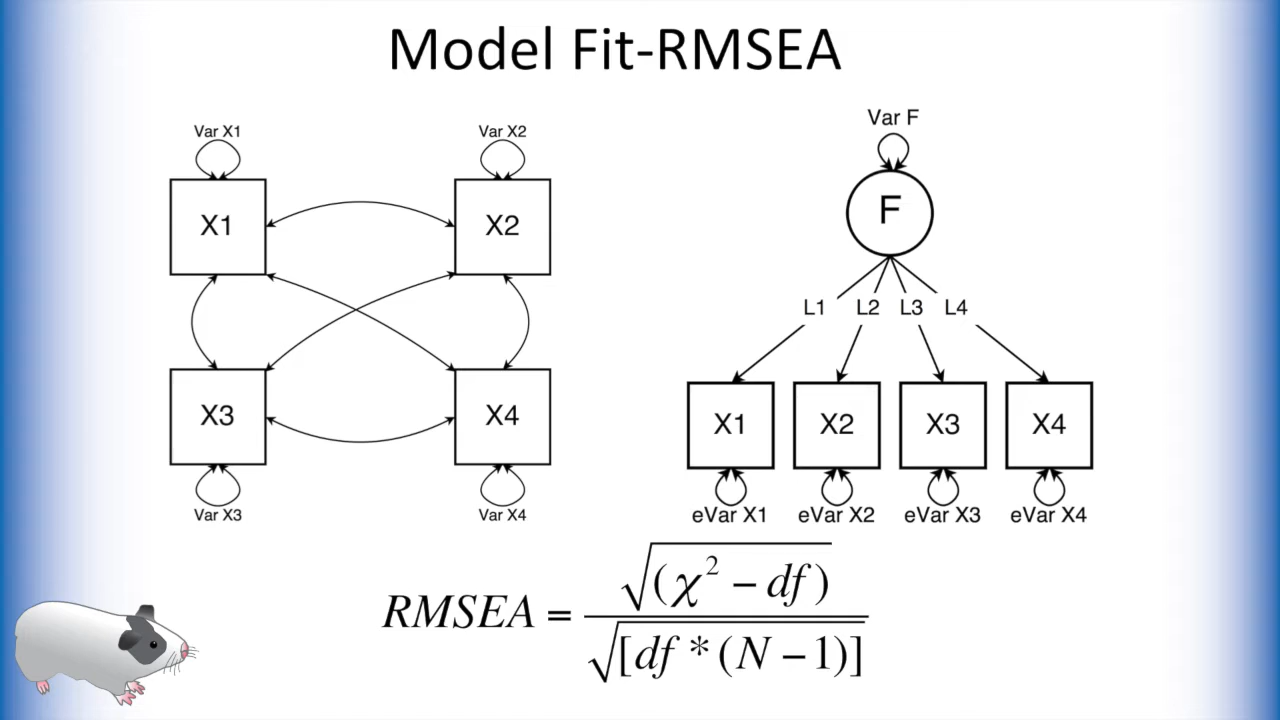 Model Fit-RMSEA
Var X1
Var X2
X1
X2
X3
X4
Var X3
Var X4
Var F
F
L1 L2 L3 L4
X1 X2 X3 X4
eVar X1 eVar X2 eVar X3 eVar X4
RMSEA = √(χ² − df) / √[df * (N − 1)]